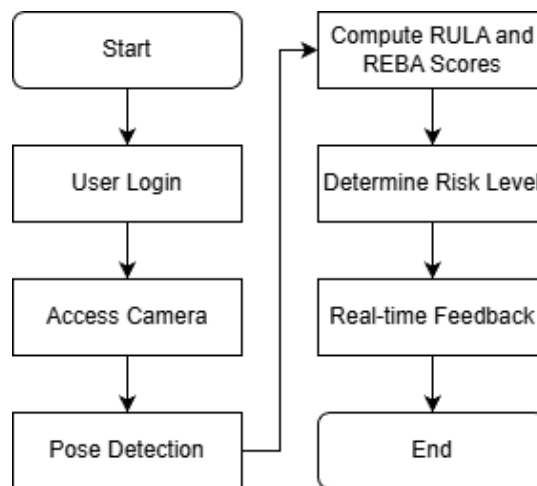 Start
User Login
Access Camera
Pose Detection
Compute RULA and
REBA Scores
Determine Risk Level
Real-time Feedback
End